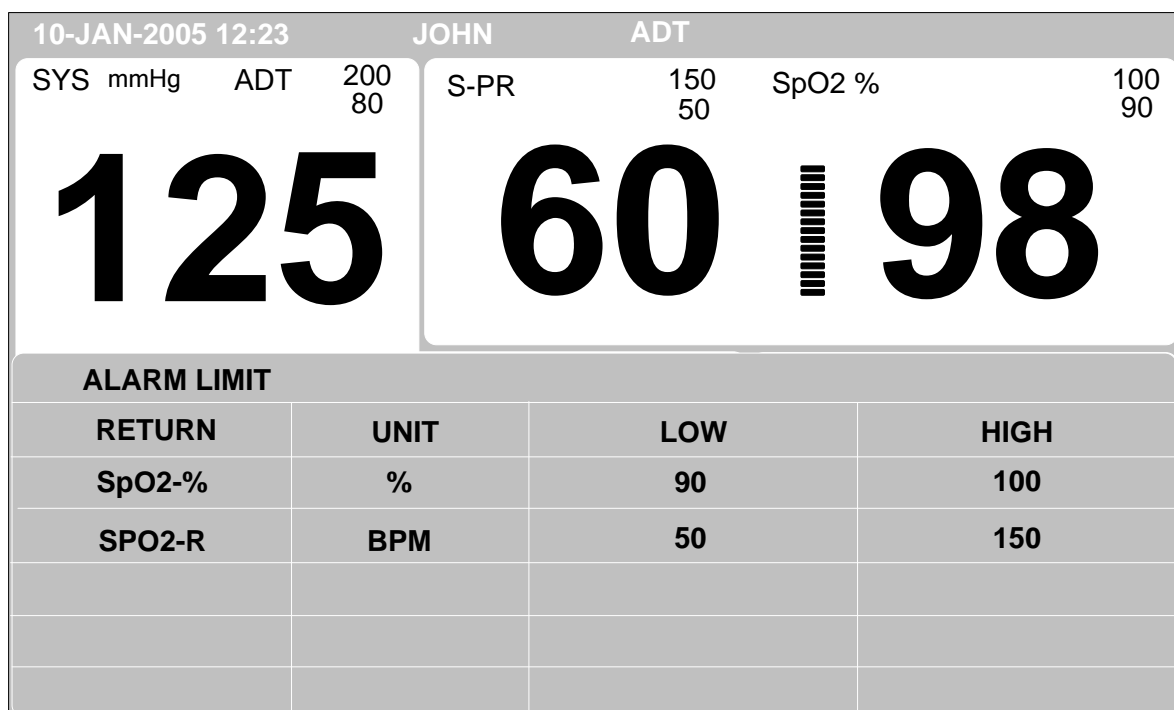 10-JAN-2005 12:23 JOHN ADT
SYS mmHg ADT 200
80
125
S-PR 150
50
60
SpO2 % 100
90
98
ALARM LIMIT
RETURN UNIT LOW HIGH
SpO2-% % 90 100
SPO2-R BPM 50 150